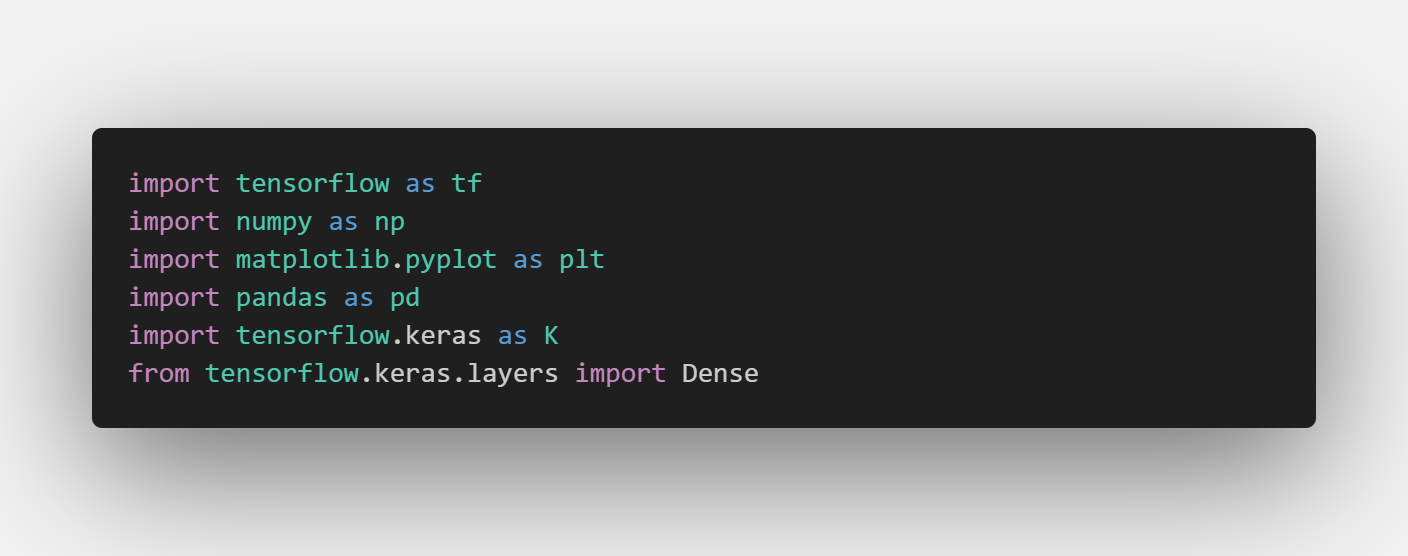 import tensorflow as tf
import numpy as np
import matplotlib.pyplot as plt
import pandas as pd
import tensorflow.keras as K
from tensorflow.keras.layers import Dense